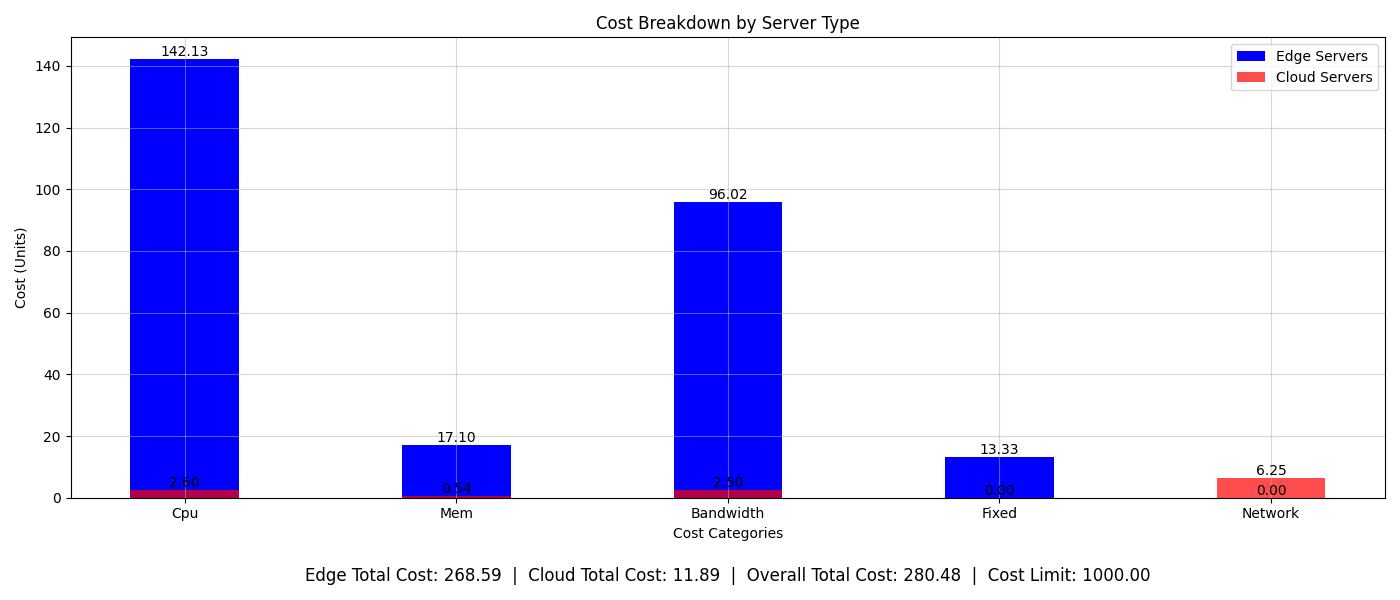 Cost Breakdown by Server Type
Edge Servers
Cloud Servers
Cost (Units)
140
120
100
80
60
40
20
0
142.13
2.60
17.10
0.54
96.02
2.50
13.33
0.00
6.25
0.00
Cpu Mem Bandwidth Fixed Network
Cost Categories
Edge Total Cost: 268.59 | Cloud Total Cost: 11.89 | Overall Total Cost: 280.48 | Cost Limit: 1000.00